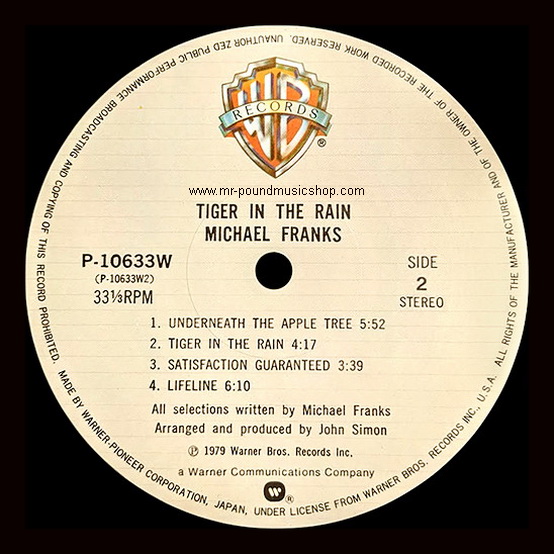 ALL RIGHTS OF THE MANUFACTURER AND OF THE OWNER OF THE RECORDED WORK RESERVED. UNAUTHORIZED PUBLIC PERFORMANCE BROADCASTING AND COPYING OF THIS RECORD PROHIBITED. MADE BY WARNER-PIONEER CORPORATION, JAPAN, UNDER LICENSE FROM WARNER BROS. RECORDS INC., U.S.A.
WB
RECORDS
®
www.mr-poundmusicshop.com
TIGER IN THE RAIN
MICHAEL FRANKS
P-10633W
(P-10633W2)
33⅓RPM
SIDE
2
STEREO
1. UNDERNEATH THE APPLE TREE 5:52
2. TIGER IN THE RAIN 4:17
3. SATISFACTION GUARANTEED 3:39
4. LIFELINE 6:10
All selections written by Michael Franks
Arranged and produced by John Simon
℗ 1979 Warner Bros. Records Inc.
a Warner Communications Company
®